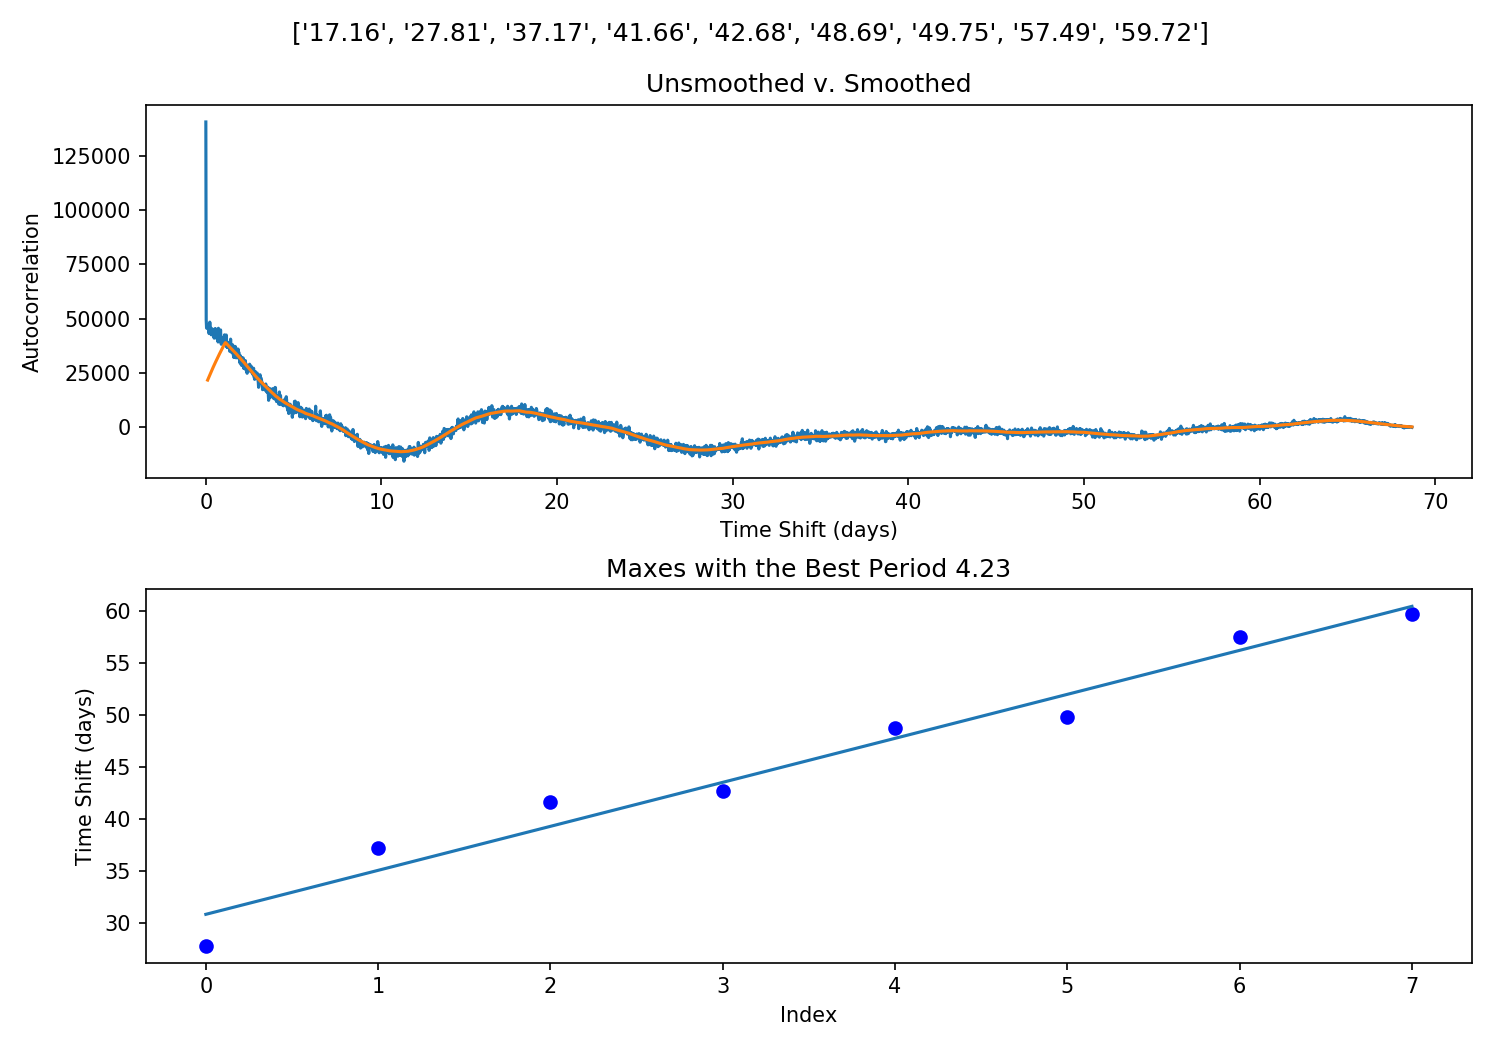 ['17.16', '27.81', '37.17', '41.66', '42.68', '48.69', '49.75', '57.49', '59.72']
Unsmoothed v. Smoothed
Autocorrelation
125000
100000
75000
50000
25000
0
0 10 20 30 40 50 60 70
Time Shift (days)
Maxes with the Best Period 4.23
Time Shift (days)
60
55
50
45
40
35
30
0 1 2 3 4 5 6 7
Index